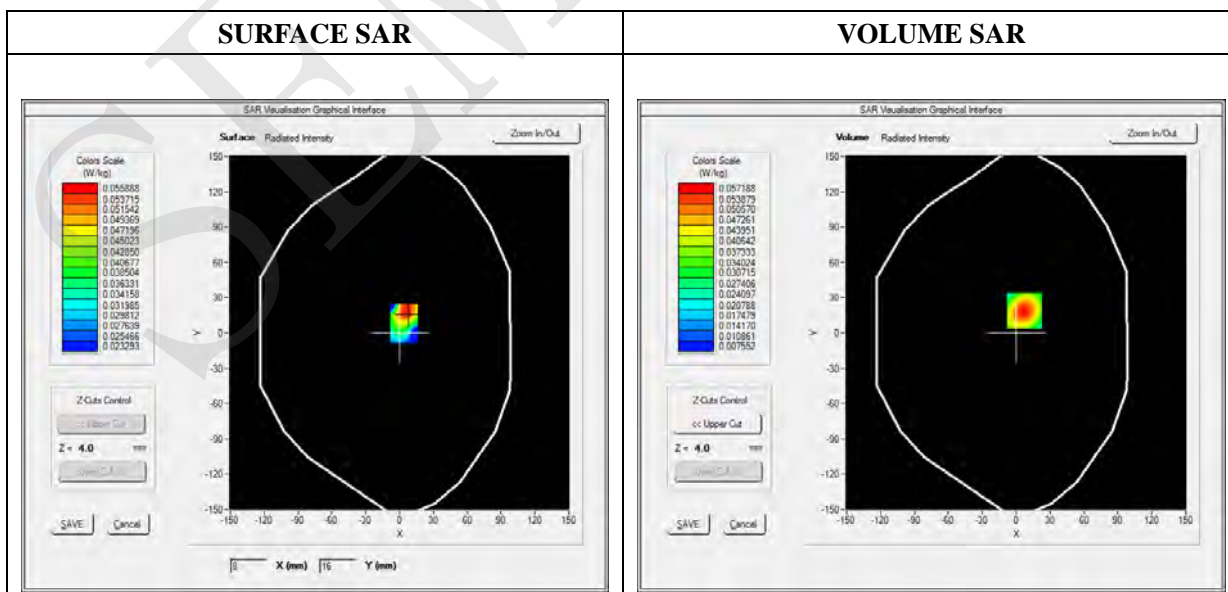 SURFACE SAR
VOLUME SAR
SAR Visualisation Graphical Interface
Surface Radiated Intensity
Zoom In/Out
Colors Scale
(W/kg)
0.055888
0.053715
0.051542
0.049369
0.047196
0.045023
0.042850
0.040677
0.038504
0.036331
0.034158
0.031985
0.029812
0.027639
0.025466
0.023293
Z-Cuts Control
<< Upper Cut
Z = 4.0 mm
SAVE Cancel
150
120
90
60
30
0
-30
-60
-90
-120
-150
Y
-150 -120 -90 -60 -30 0 30 60 90 120 150
X
8 X (mm) 16 Y (mm)
SAR Visualisation Graphical Interface
Volume Radiated Intensity
Zoom In/Out
Colors Scale
(W/kg)
0.057188
0.053879
0.050570
0.047261
0.043951
0.040642
0.037333
0.034024
0.030715
0.027406
0.024097
0.020788
0.017479
0.014170
0.010861
0.007552
Z-Cuts Control
<< Upper Cut
Z = 4.0 mm
SAVE Cancel
150
120
90
60
30
0
-30
-60
-90
-120
-150
Y
-150 -120 -90 -60 -30 0 30 60 90 120 150
X